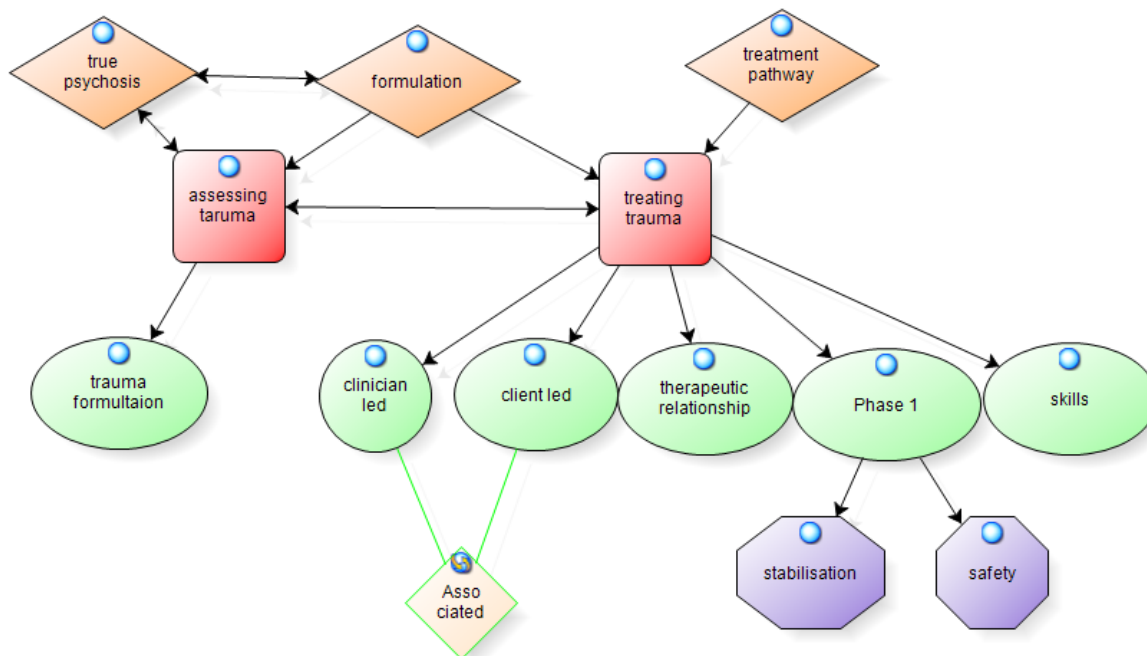 true
psychosis
formulation
treatment
pathway
assessing
taruma
treating
trauma
trauma
formultaion
clinician
led
client led
therapeutic
relationship
Phase 1
skills
stabilisation
safety
Asso
ciated